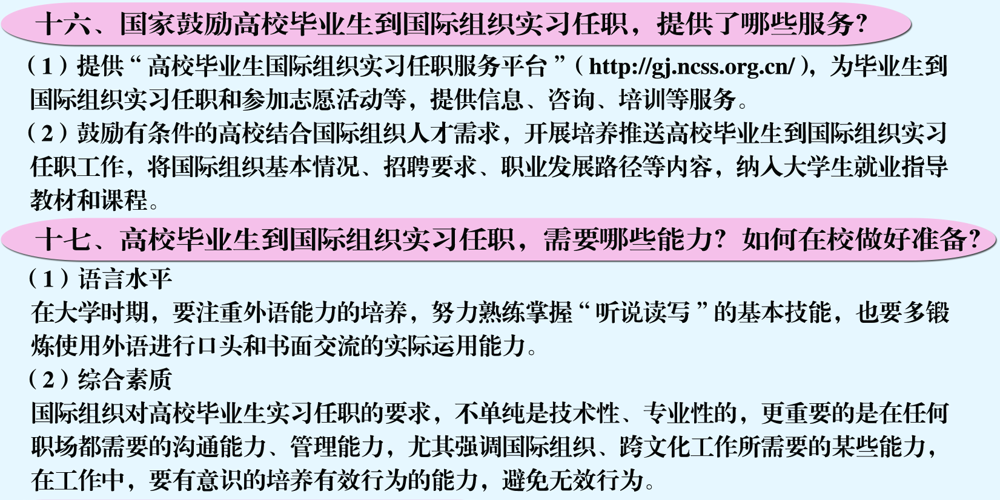 十六、国家鼓励高校毕业生到国际组织实习任职，提供了哪些服务？
（1）提供“高校毕业生国际组织实习任职服务平台”（http://gj.ncss.org.cn/），为毕业生到
国际组织实习任职和参加志愿活动等，提供信息、咨询、培训等服务。
（2）鼓励有条件的高校结合国际组织人才需求，开展培养推送高校毕业生到国际组织实习
任职工作，将国际组织基本情况、招聘要求、职业发展路径等内容，纳入大学生就业指导
教材和课程。
十七、高校毕业生到国际组织实习任职，需要哪些能力？如何在校做好准备？
（1）语言水平
在大学时期，要注重外语能力的培养，努力熟练掌握“听说读写”的基本技能，也要多锻
炼使用外语进行口头和书面交流的实际运用能力。
（2）综合素质
国际组织对高校毕业生实习任职的要求，不单纯是技术性、专业性的，更重要的是在任何
职场都需要的沟通能力、管理能力，尤其强调国际组织、跨文化工作所需要的某些能力，
在工作中，要有意识的培养有效行为的能力，避免无效行为。